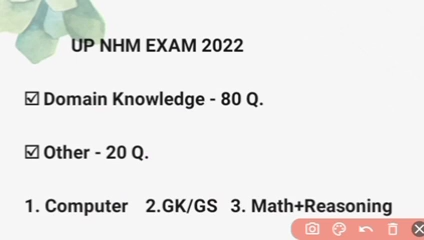 UP NHM EXAM 2022
☑ Domain Knowledge - 80 Q.
☑ Other - 20 Q.
1. Computer 2.GK/GS 3. Math+Reasoning